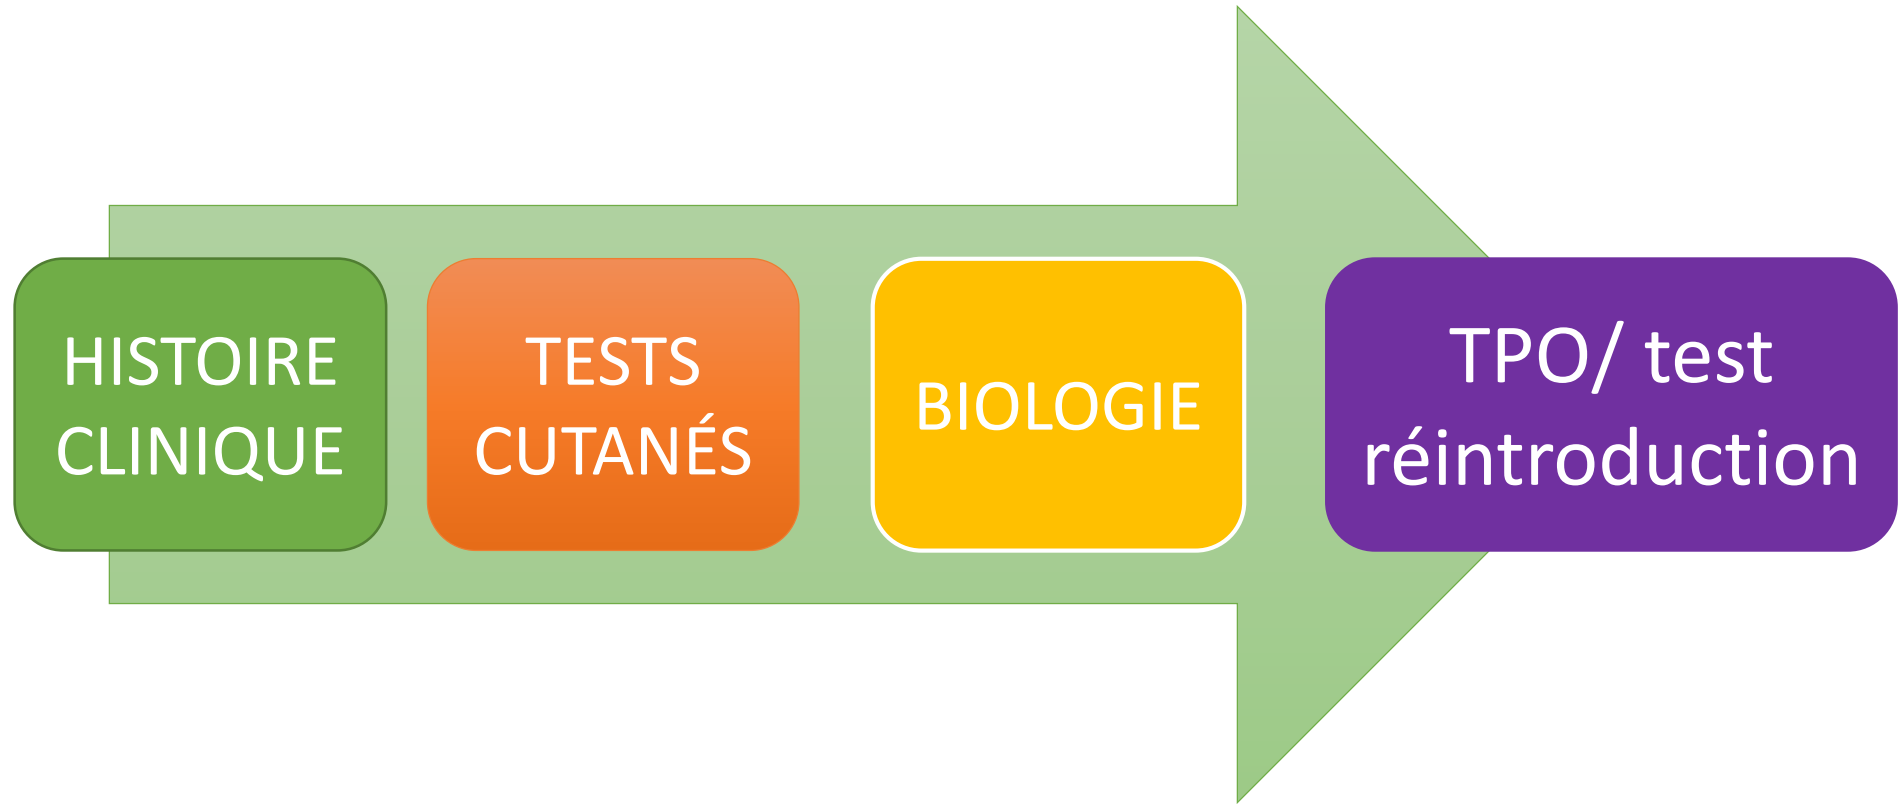 HISTOIRE
CLINIQUE
TESTS
CUTANÉS
BIOLOGIE
TPO/ test
réintroduction